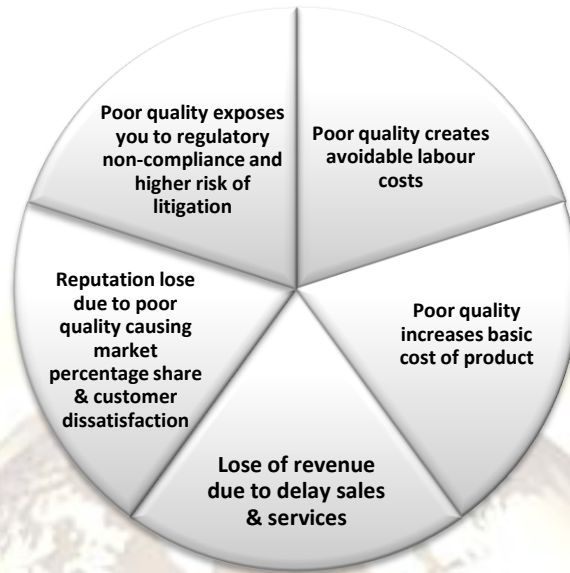 Poor quality exposes
you to regulatory
non-compliance and
higher risk of
litigation
Poor quality creates
avoidable labour
costs
Reputation lose
due to poor
quality causing
market
percentage share
& customer
dissatisfaction
Poor quality
increases basic
cost of product
Lose of revenue
due to delay sales
& services